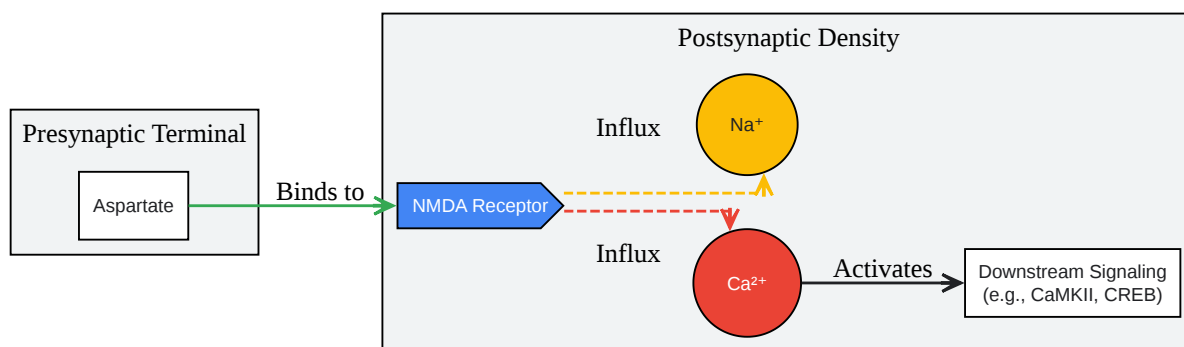 Postsynaptic Density
Presynaptic Terminal
Aspartate
Binds to
NMDA Receptor
Influx
Na⁺
Influx
Ca²⁺
Activates
Downstream Signaling
(e.g., CaMKII, CREB)